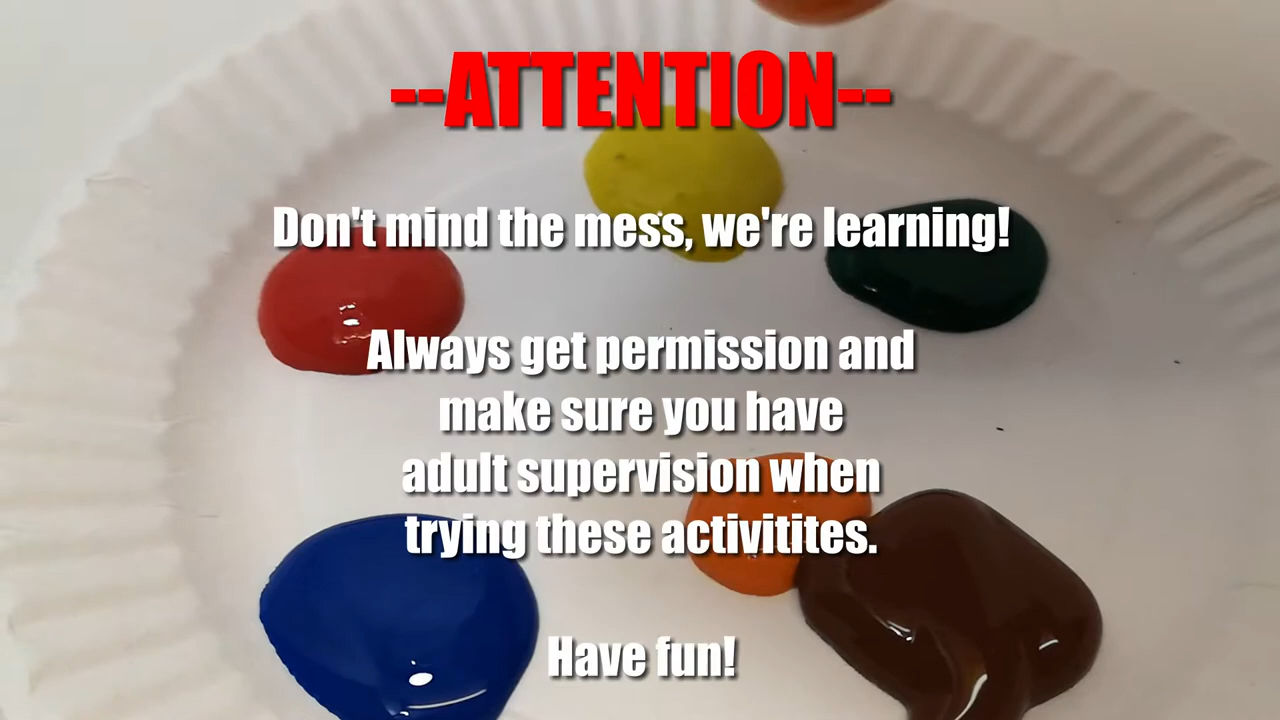 --ATTENTION--
Don't mind the mess, we're learning!
Always get permission and
make sure you have
adult supervision when
trying these activitites.
Have fun!